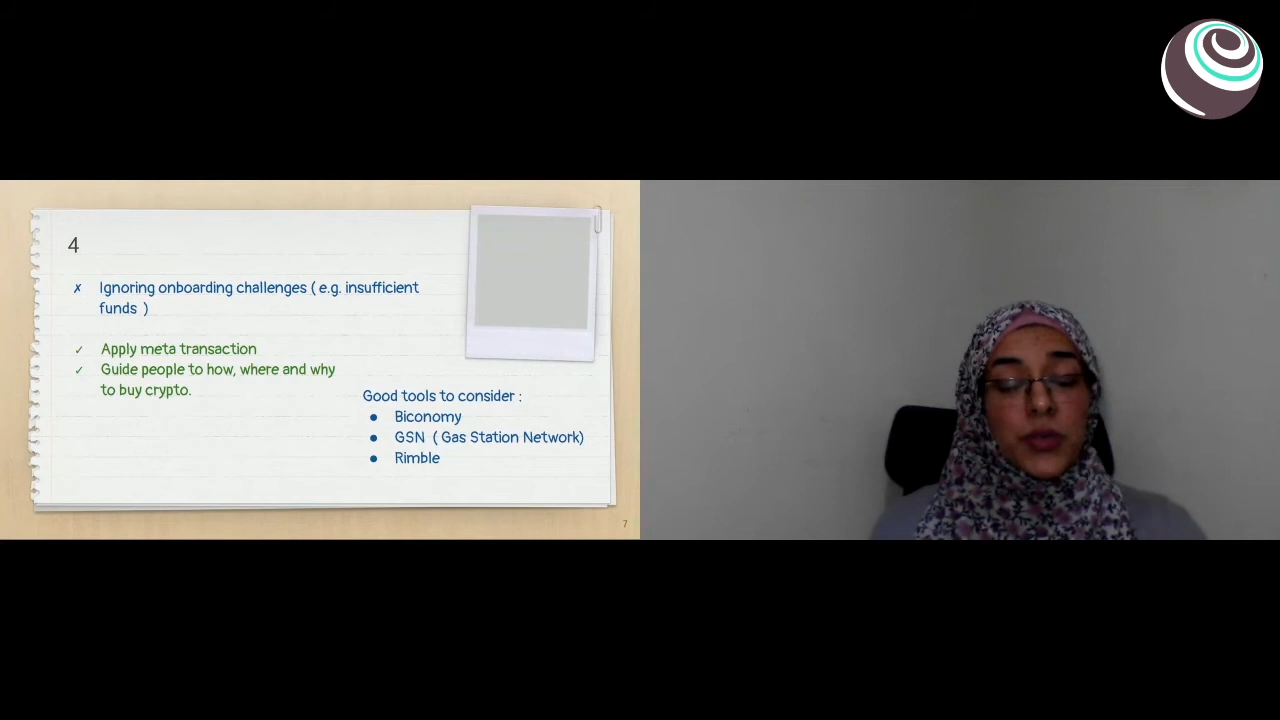 4
✗ Ignoring onboarding challenges ( e.g. insufficient
funds )
✓ Apply meta transaction
✓ Guide people to how, where and why
to buy crypto.
Good tools to consider :
● Biconomy
● GSN ( Gas Station Network)
● Rimble
7